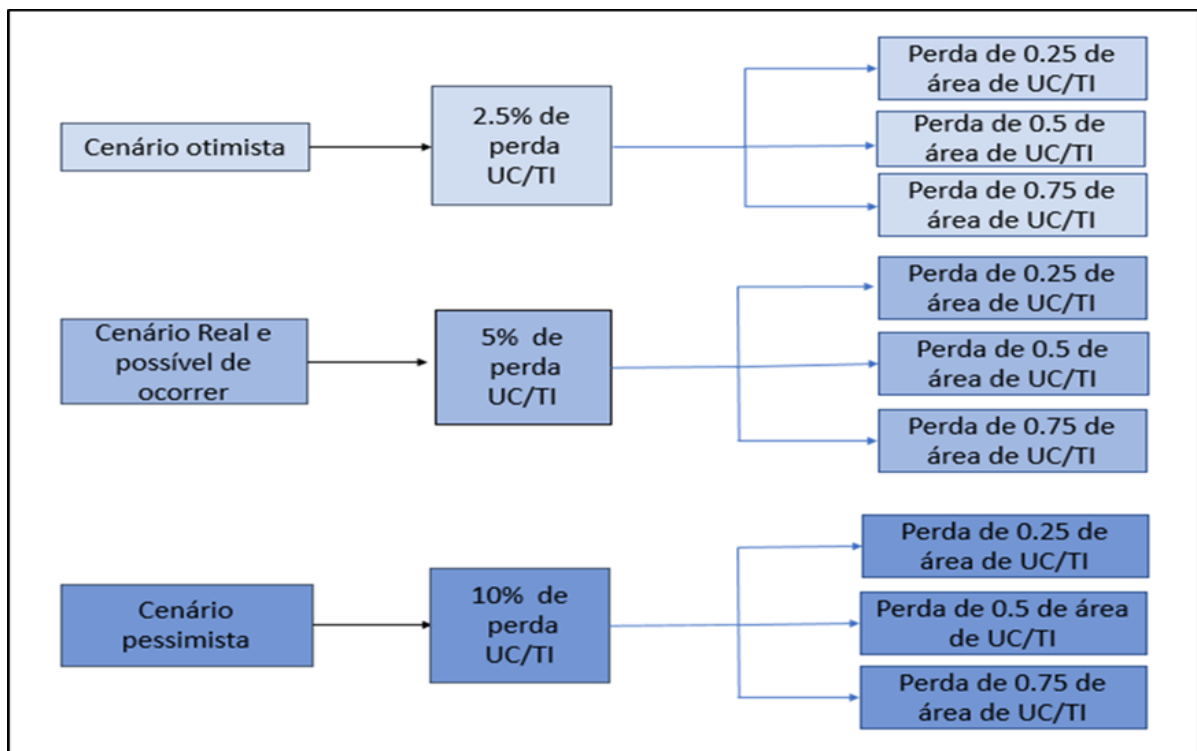 Cenário otimista
2.5% de
perda
UC/TI
Perda de 0.25 de
área de UC/TI
Perda de 0.5 de
área de UC/TI
Perda de 0.75 de
área de UC/TI
Cenário Real e
possível de
ocorrer
5% de
perda
UC/TI
Perda de 0.25 de
área de UC/TI
Perda de 0.5 de
área de UC/TI
Perda de 0.75 de
área de UC/TI
Cenário
pessimista
10% de
perda
UC/TI
Perda de 0.25 de
área de UC/TI
Perda de 0.5 de área
de UC/TI
Perda de 0.75 de
área de UC/TI